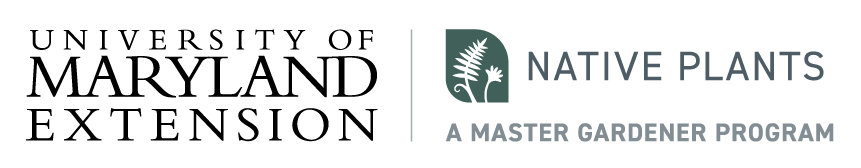 UNIVERSITY OF
MARYLAND
EXTENSION
NATIVE PLANTS
A MASTER GARDENER PROGRAM